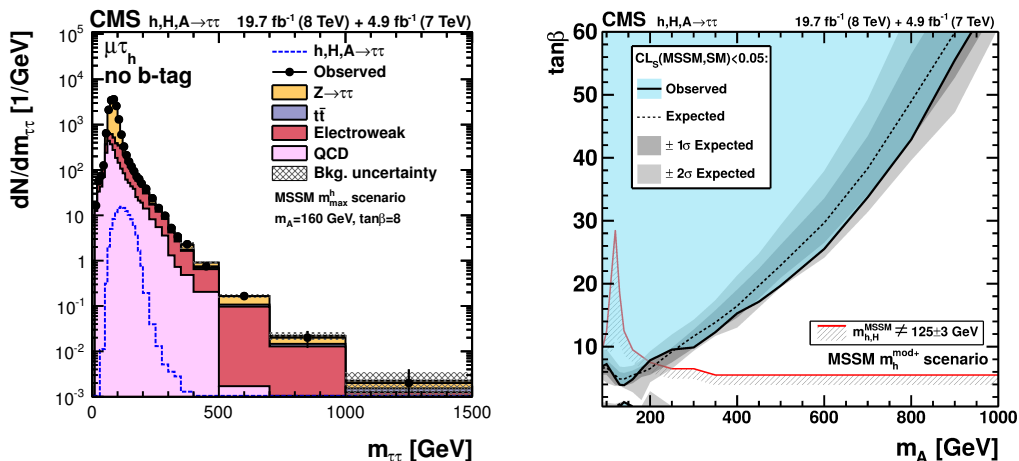 CMS h,H,A→ττ 19.7 fb⁻¹ (8 TeV) + 4.9 fb⁻¹ (7 TeV)
dN/dm_ττ [1/GeV]
10⁵
10⁴
10³
10²
10
1
10⁻¹
10⁻²
10⁻³
μτ_h
no b-tag
h,H,A→ττ
Observed
Z→ττ
tt̄
Electroweak
QCD
Bkg. uncertainty
MSSM m^h_max scenario
m_A=160 GeV, tanβ=8
0 500 1000 1500
m_ττ [GeV]
CMS h,H,A→ττ 19.7 fb⁻¹ (8 TeV) + 4.9 fb⁻¹ (7 TeV)
tanβ
60
50
40
30
20
10
CL_S(MSSM,SM)<0.05:
Observed
Expected
± 1σ Expected
± 2σ Expected
m^MSSM_h,H ≠ 125±3 GeV
MSSM m_h^mod+ scenario
200 400 600 800 1000
m_A [GeV]